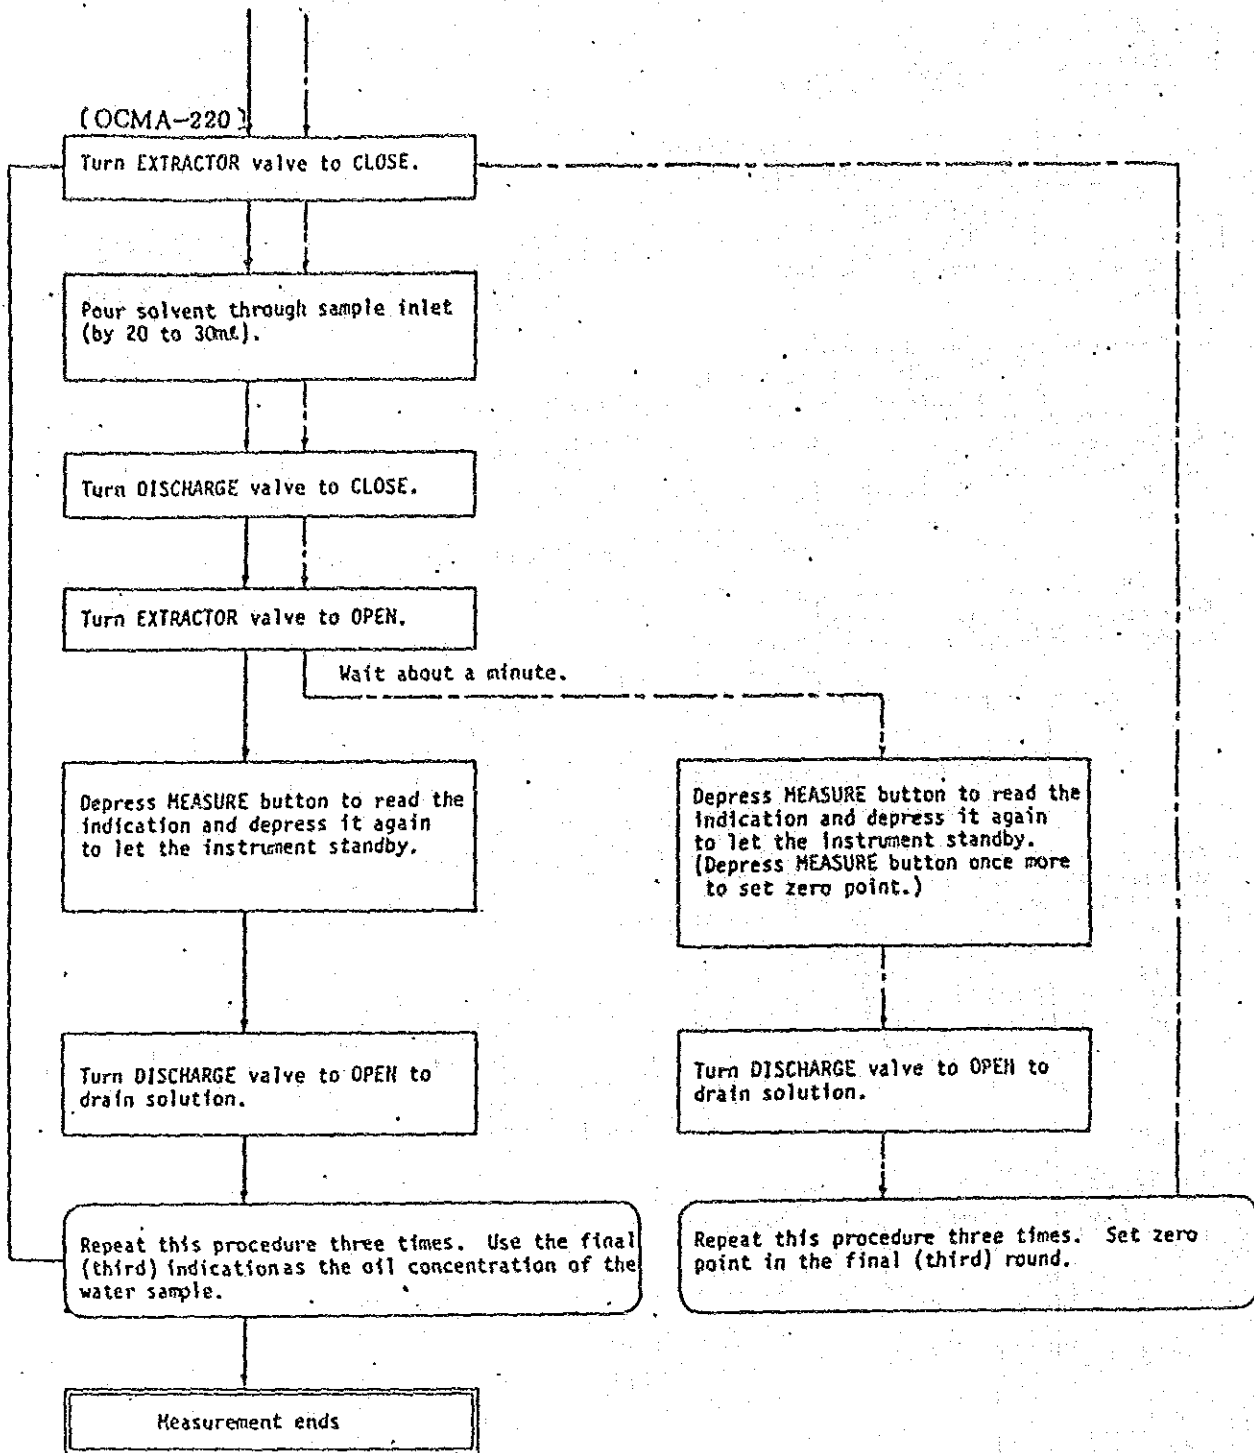 [OCMA-220]
Turn EXTRACTOR valve to CLOSE.
Pour solvent through sample inlet
(by 20 to 30mℓ).
Turn DISCHARGE valve to CLOSE.
Turn EXTRACTOR valve to OPEN.
Wait about a minute.
Depress MEASURE button to read the
indication and depress it again
to let the instrument standby.
Depress MEASURE button to read the
indication and depress it again
to let the instrument standby.
(Depress MEASURE button once more
to set zero point.)
Turn DISCHARGE valve to OPEN to
drain solution.
Turn DISCHARGE valve to OPEN to
drain solution.
Repeat this procedure three times. Use the final
(third) indication as the oil concentration of the
water sample.
Repeat this procedure three times. Set zero
point in the final (third) round.
Measurement ends